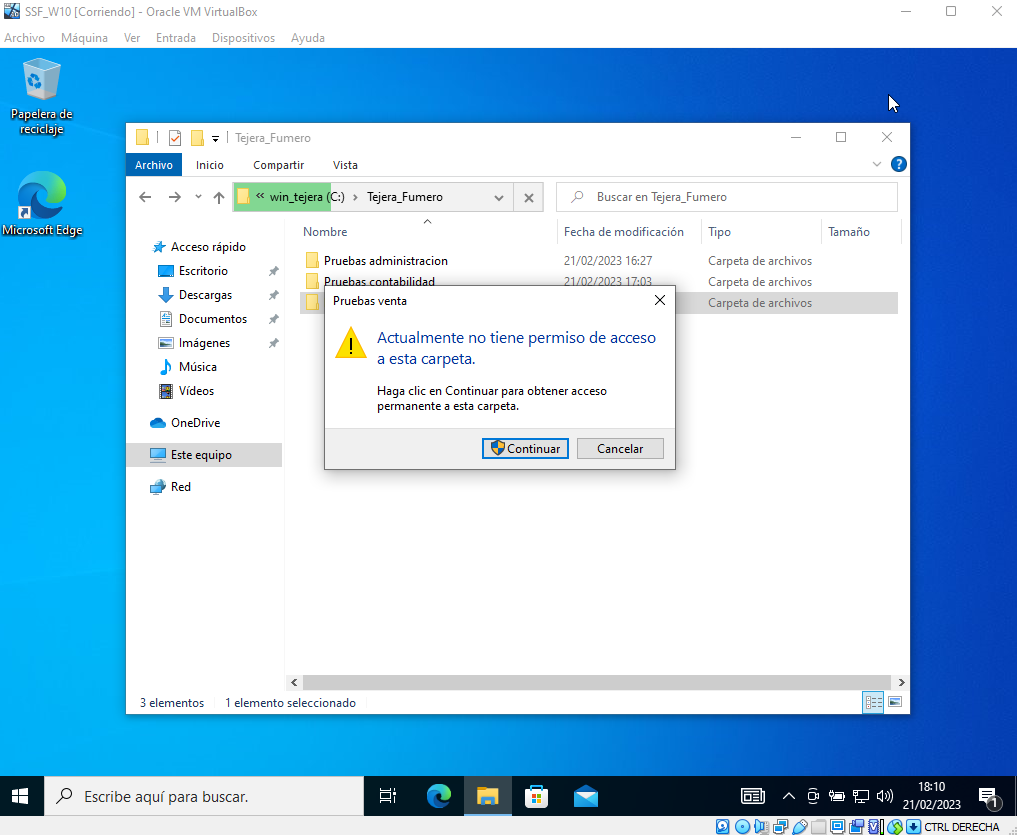 SSF_W10 [Corriendo] - Oracle VM VirtualBox
Archivo Máquina Ver Entrada Dispositivos Ayuda
Papelera de
reciclaje
Microsoft Edge
Tejera_Fumero
Archivo Inicio Compartir Vista
« win_tejera (C:) › Tejera_Fumero
Buscar en Tejera_Fumero
Nombre Fecha de modificación Tipo Tamaño
Acceso rápido
Escritorio
Descargas
Documentos
Imágenes
Música
Vídeos
OneDrive
Este equipo
Red
Pruebas administracion 21/02/2023 16:27 Carpeta de archivos
Pruebas contabilidad 21/02/2023 17:03 Carpeta de archivos
Carpeta de archivos
Pruebas venta
Actualmente no tiene permiso de acceso
a esta carpeta.
Haga clic en Continuar para obtener acceso
permanente a esta carpeta.
Continuar Cancelar
3 elementos 1 elemento seleccionado
Escribe aquí para buscar.
18:10
21/02/2023
1
CTRL DERECHA